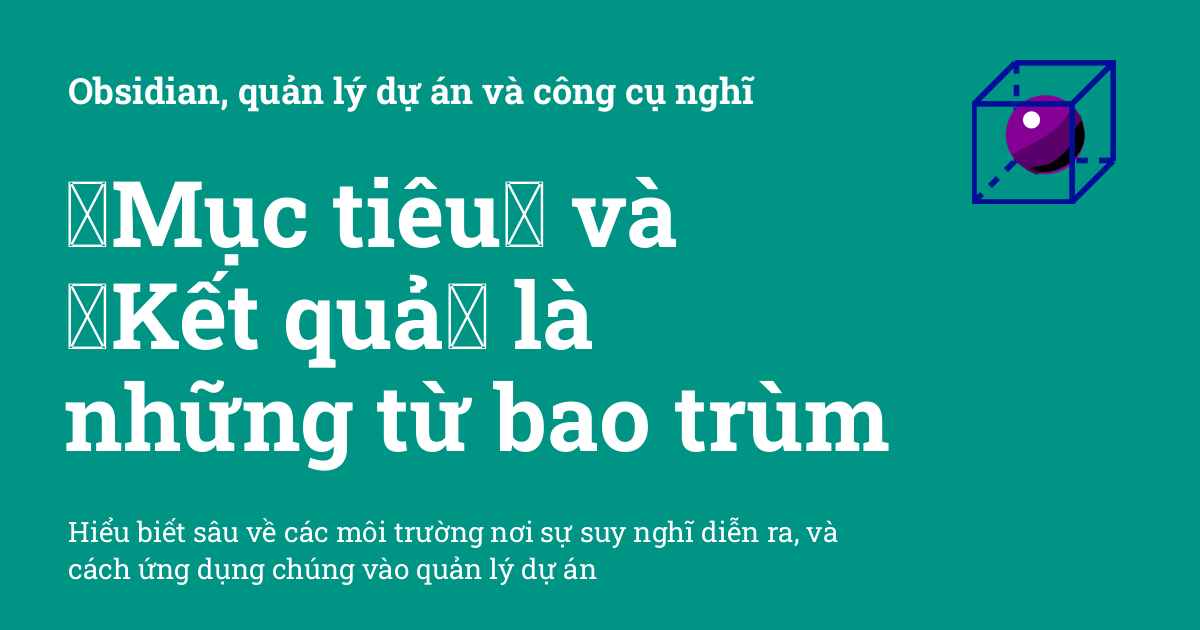 Obsidian, quản lý dự án và công cụ nghĩ
Mục tiêu và
Kết quả là
những từ bao trùm
Hiểu biết sâu về các môi trường nơi sự suy nghĩ diễn ra, và
cách ứng dụng chúng vào quản lý dự án